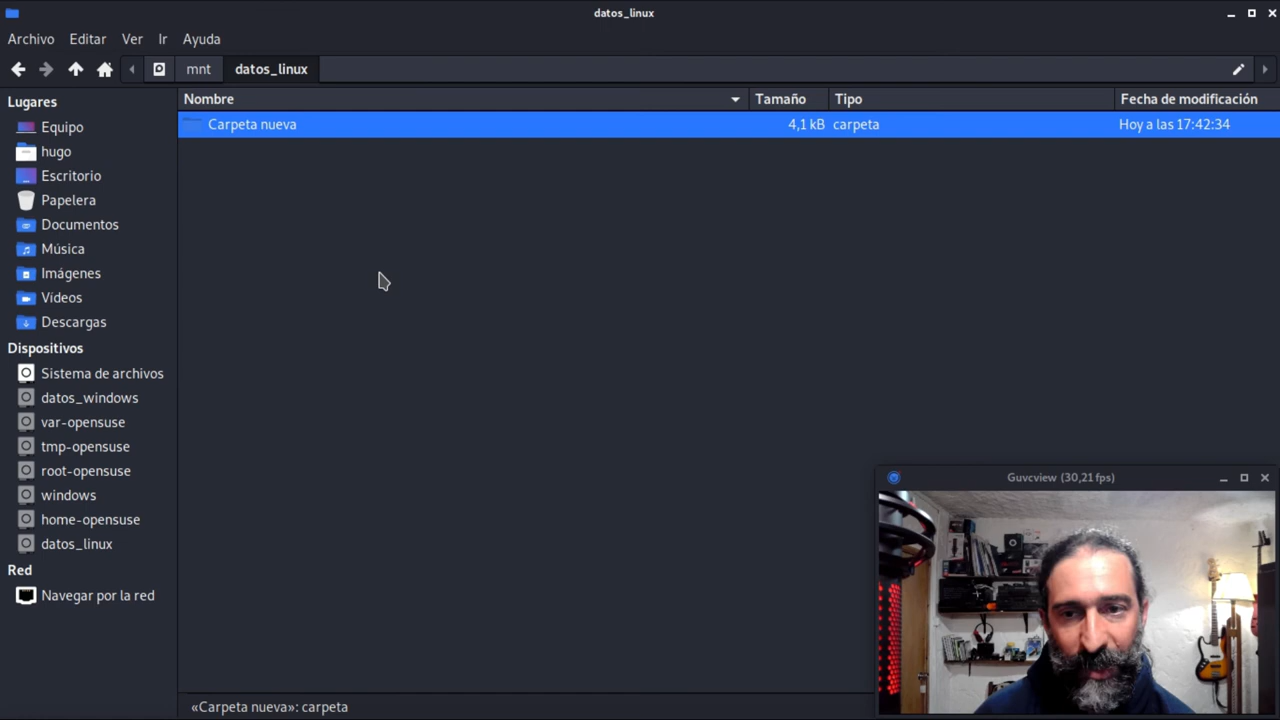 datos_linux
Archivo Editar Ver Ir Ayuda
mnt datos_linux
Lugares
Equipo
hugo
Escritorio
Papelera
Documentos
Música
Imágenes
Vídeos
Descargas
Dispositivos
Sistema de archivos
datos_windows
var-opensuse
tmp-opensuse
root-opensuse
windows
home-opensuse
datos_linux
Red
Navegar por la red
Nombre Tamaño Tipo Fecha de modificación
Carpeta nueva 4,1 kB carpeta Hoy a las 17:42:34
Guvcview (30,21 fps)
«Carpeta nueva»: carpeta